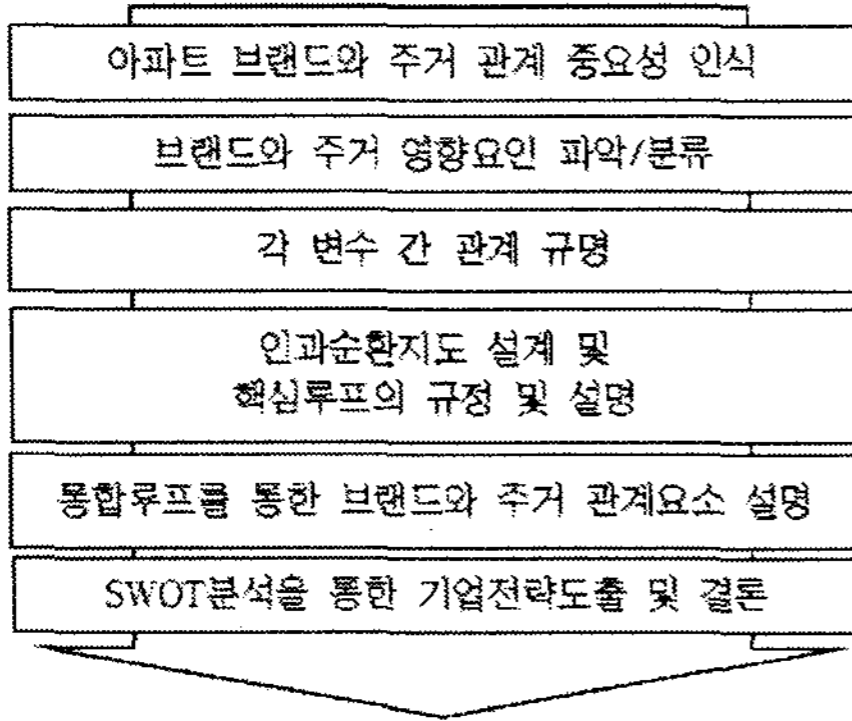 아파트 브랜드와 주거 관계 중요성 인식
브랜드와 주거 영향요인 파악/분류
각 변수 간 관계 규명
인과순환지도 설계 및
핵심루프의 규정 및 설명
통합루프를 통한 브랜드와 주거 관계요소 설명
SWOT분석을 통한 기업전략도출 및 결론